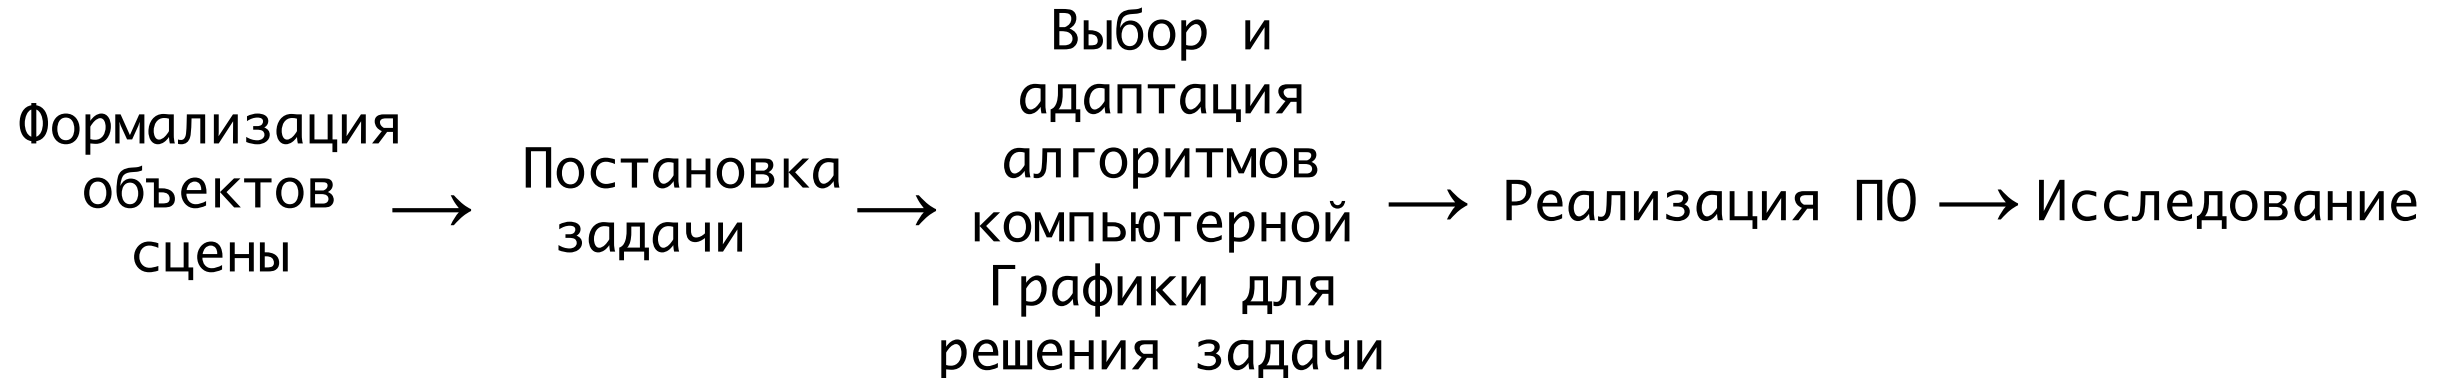 Формализация
объектов
сцены
→
Постановка
задачи
→
Выбор и
адаптация
алгоритмов
компьютерной
Графики для
решения задачи
→
Реализация ПО
→
Исследование